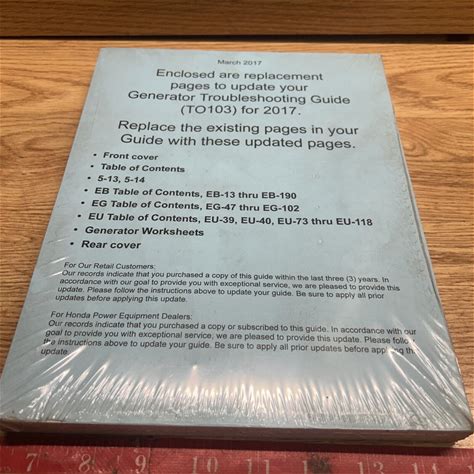 March 2017
Enclosed are replacement
pages to update your
Generator Troubleshooting Guide
(TO103) for 2017.
Replace the existing pages in your
Guide with these updated pages.
• Front cover
• Table of Contents
• 5-13, 5-14
• EB Table of Contents, EB-13 thru EB-190
• EG Table of Contents, EG-47 thru EG-102
• EU Table of Contents, EU-39, EU-40, EU-73 thru EU-118
• Generator Worksheets
• Rear cover
For Our Retail Customers:
Our records indicate that you purchased a copy of this guide within the last three (3) years. In
accordance with our goal to provide you with exceptional service, we are pleased to provide this
update. Please follow the instructions above to update your guide. Be sure to apply all prior
updates before applying this update.
For Honda Power Equipment Dealers:
Our records indicate that you purchased a copy or subscribed to this guide. In accordance with our
goal to provide you with exceptional service, we are pleased to provide this update. Please follow
the instructions above to update your guide. Be sure to apply all prior updates before applying this
update.
7 8 9 10 11 12 13 14 15